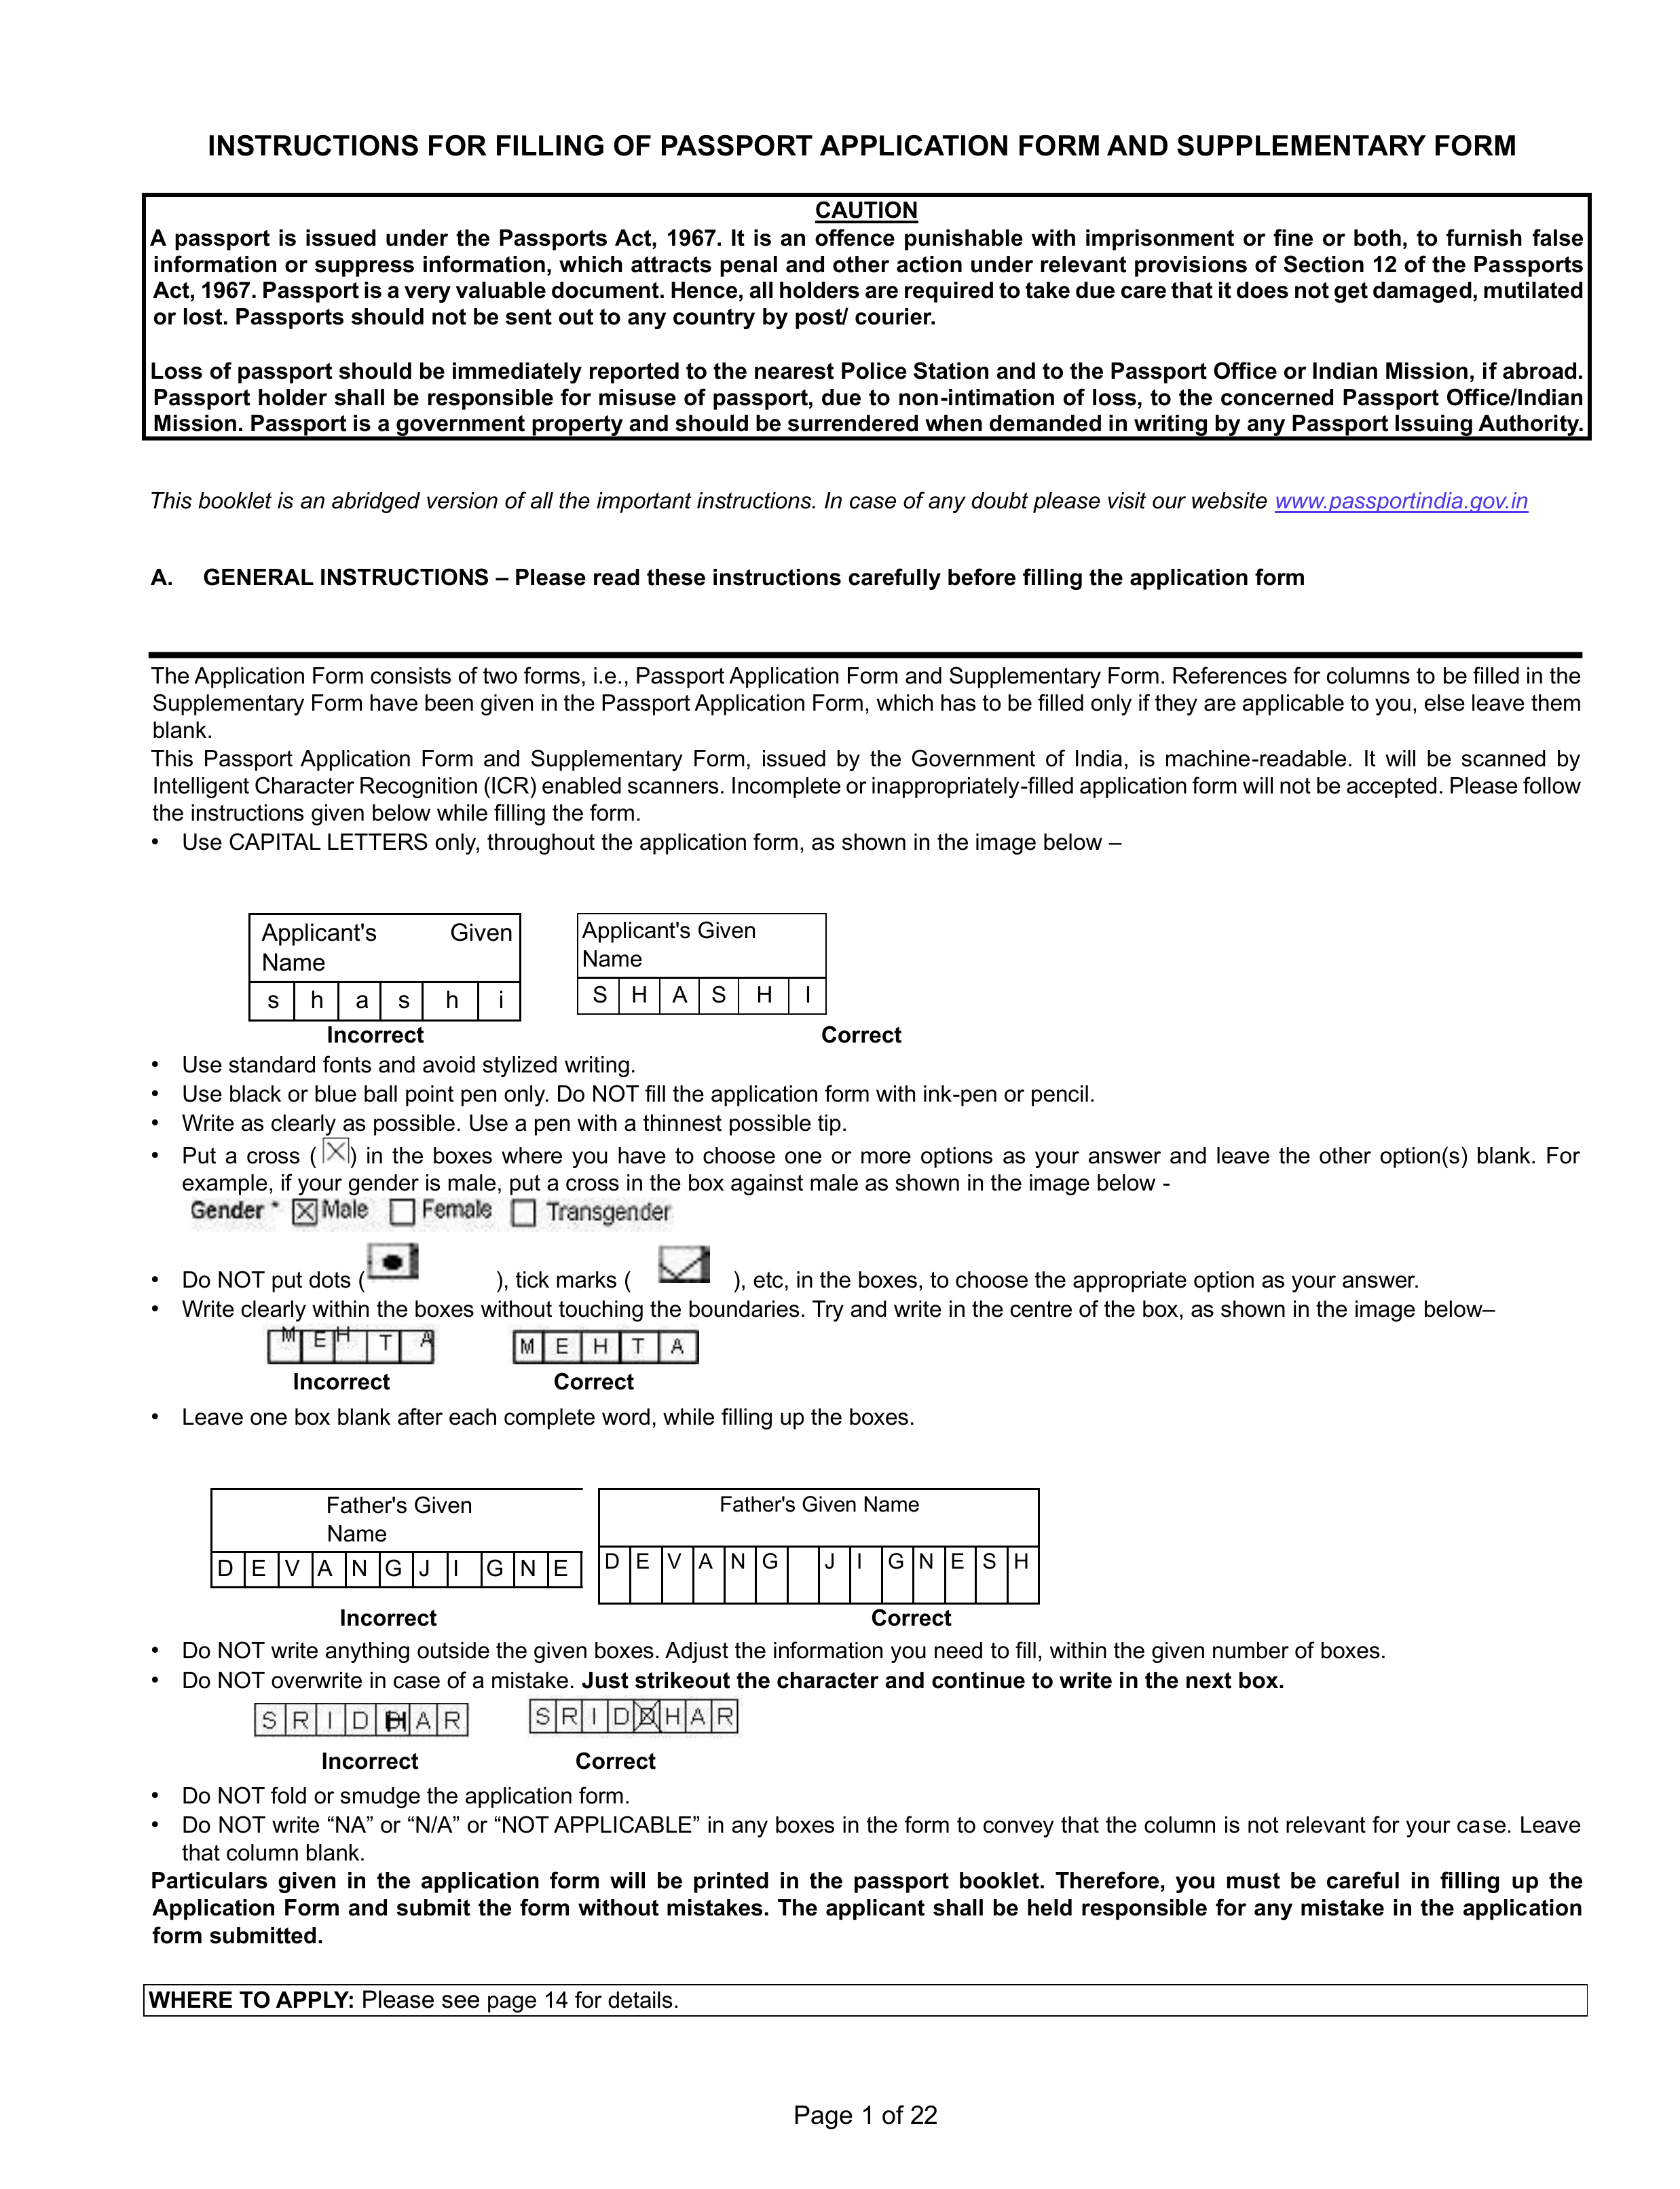 INSTRUCTIONS FOR FILLING OF PASSPORT APPLICATION FORM AND SUPPLEMENTARY FORM
CAUTION
A passport is issued under the Passports Act, 1967. It is an offence punishable with imprisonment or fine or both, to furnish false
information or suppress information, which attracts penal and other action under relevant provisions of Section 12 of the Passports
Act, 1967. Passport is a very valuable document. Hence, all holders are required to take due care that it does not get damaged, mutilated
or lost. Passports should not be sent out to any country by post/ courier.
Loss of passport should be immediately reported to the nearest Police Station and to the Passport Office or Indian Mission, if abroad.
Passport holder shall be responsible for misuse of passport, due to non-intimation of loss, to the concerned Passport Office/Indian
Mission. Passport is a government property and should be surrendered when demanded in writing by any Passport Issuing Authority.
This booklet is an abridged version of all the important instructions. In case of any doubt please visit our website www.passportindia.gov.in
A. GENERAL INSTRUCTIONS – Please read these instructions carefully before filling the application form
The Application Form consists of two forms, i.e., Passport Application Form and Supplementary Form. References for columns to be filled in the
Supplementary Form have been given in the Passport Application Form, which has to be filled only if they are applicable to you, else leave them
blank.
This Passport Application Form and Supplementary Form, issued by the Government of India, is machine-readable. It will be scanned by
Intelligent Character Recognition (ICR) enabled scanners. Incomplete or inappropriately-filled application form will not be accepted. Please follow
the instructions given below while filling the form.
• Use CAPITAL LETTERS only, throughout the application form, as shown in the image below –
Applicant's Given
Name
s h a s h i
Incorrect
Applicant's Given
Name
S H A S H I
Correct
• Use standard fonts and avoid stylized writing.
• Use black or blue ball point pen only. Do NOT fill the application form with ink-pen or pencil.
• Write as clearly as possible. Use a pen with a thinnest possible tip.
• Put a cross ( ) in the boxes where you have to choose one or more options as your answer and leave the other option(s) blank. For
example, if your gender is male, put a cross in the box against male as shown in the image below -
Gender * Male Female Transgender
• Do NOT put dots ( ), tick marks ( ), etc, in the boxes, to choose the appropriate option as your answer.
• Write clearly within the boxes without touching the boundaries. Try and write in the centre of the box, as shown in the image below–
M E H T A
Incorrect
M E H T A
Correct
• Leave one box blank after each complete word, while filling up the boxes.
Father's Given
Name
D E V A N G J I G N E
Incorrect
Father's Given Name
D E V A N G J I G N E S H
Correct
• Do NOT write anything outside the given boxes. Adjust the information you need to fill, within the given number of boxes.
• Do NOT overwrite in case of a mistake. Just strikeout the character and continue to write in the next box.
S R I D H A R
Incorrect
S R I D D H A R
Correct
• Do NOT fold or smudge the application form.
• Do NOT write “NA” or “N/A” or “NOT APPLICABLE” in any boxes in the form to convey that the column is not relevant for your case. Leave
that column blank.
Particulars given in the application form will be printed in the passport booklet. Therefore, you must be careful in filling up the
Application Form and submit the form without mistakes. The applicant shall be held responsible for any mistake in the application
form submitted.
WHERE TO APPLY: Please see page 14 for details.
Page 1 of 22